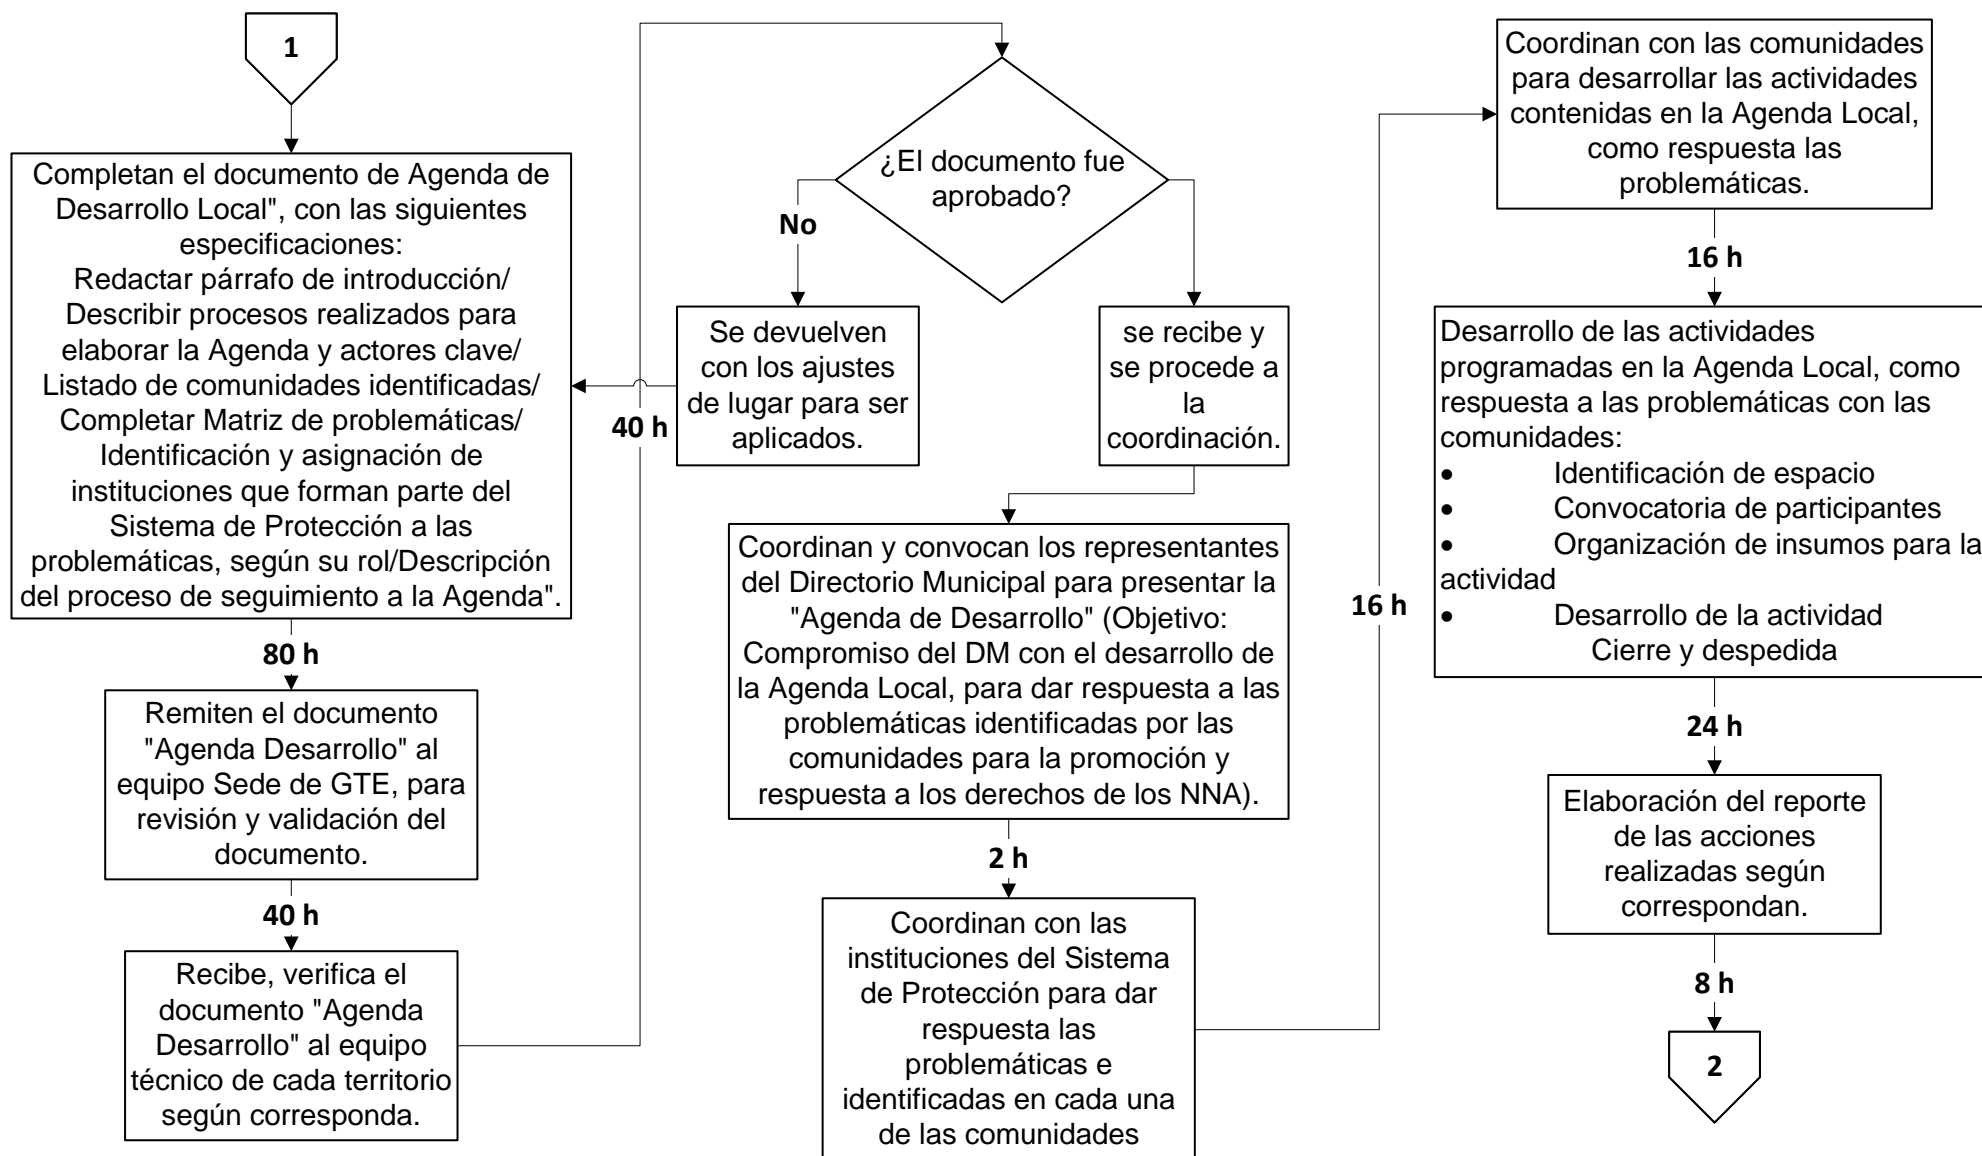 1
Completan el documento de Agenda de
Desarrollo Local", con las siguientes
especificaciones:
Redactar párrafo de introducción/
Describir procesos realizados para
elaborar la Agenda y actores clave/
Listado de comunidades identificadas/
Completar Matriz de problemáticas/
Identificación y asignación de
instituciones que forman parte del
Sistema de Protección a las
problemáticas, según su rol/Descripción
del proceso de seguimiento a la Agenda".
80 h
Remiten el documento
"Agenda Desarrollo" al
equipo Sede de GTE, para
revisión y validación del
documento.
40 h
Recibe, verifica el
documento "Agenda
Desarrollo" al equipo
técnico de cada territorio
según corresponda.
¿El documento fue
aprobado?
No
Se devuelven
con los ajustes
de lugar para ser
aplicados.
40 h
se recibe y
se procede a
la
coordinación.
Coordinan y convocan los representantes
del Directorio Municipal para presentar la
"Agenda de Desarrollo" (Objetivo:
Compromiso del DM con el desarrollo de
la Agenda Local, para dar respuesta a las
problemáticas identificadas por las
comunidades para la promoción y
respuesta a los derechos de los NNA).
2 h
Coordinan con las
instituciones del Sistema
de Protección para dar
respuesta las
problemáticas e
identificadas en cada una
de las comunidades
16 h
Coordinan con las comunidades
para desarrollar las actividades
contenidas en la Agenda Local,
como respuesta las
problemáticas.
16 h
Desarrollo de las actividades
programadas en la Agenda Local, como
respuesta a las problemáticas con las
comunidades:
• Identificación de espacio
• Convocatoria de participantes
• Organización de insumos para la
actividad
• Desarrollo de la actividad
Cierre y despedida
24 h
Elaboración del reporte
de las acciones
realizadas según
correspondan.
8 h
2